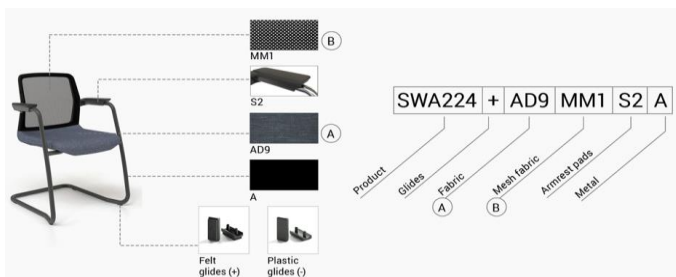 B
MM1
S2
A
AD9
A
Felt
glides (+)
Plastic
glides (-)
SWA224 + AD9 MM1 S2 A
Product
Glides
Fabric
Mesh fabric
Armrest pads
Metal
A
B